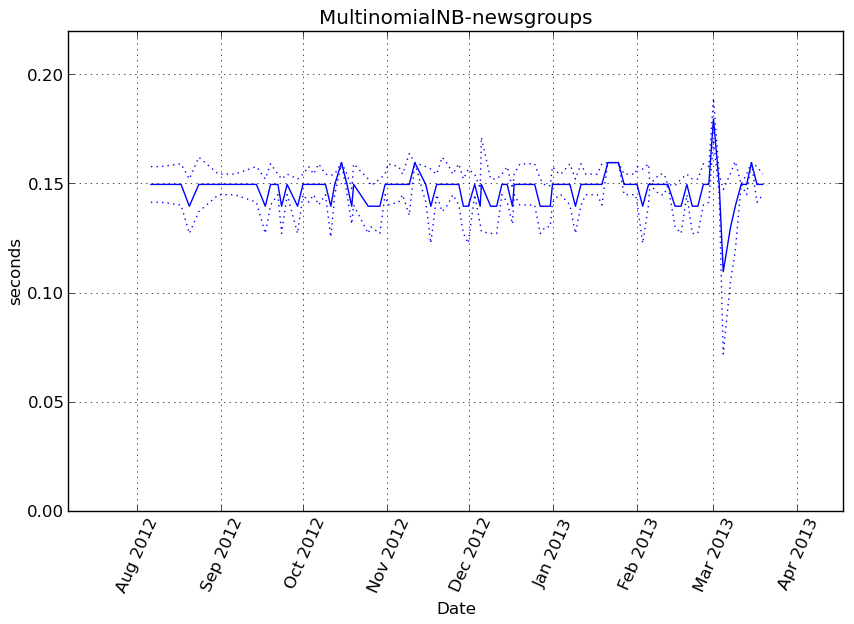 MultinomialNB-newsgroups
0.20
0.15
0.10
0.05
0.00
seconds
Aug 2012
Sep 2012
Oct 2012
Nov 2012
Dec 2012
Jan 2013
Feb 2013
Mar 2013
Apr 2013
Date